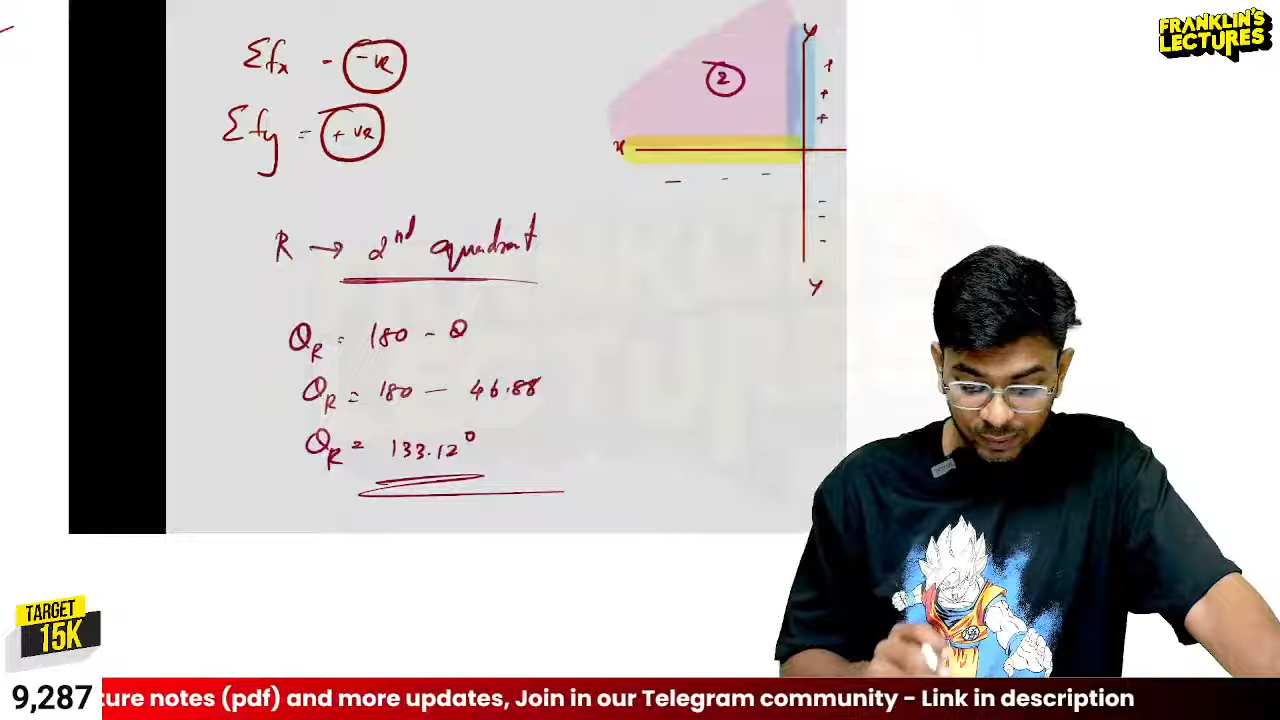 FRANKLIN'S
LECTURES
Σfx = -ve
Σfy = +ve
R → 2nd quadrant
θR = 180 - θ
θR = 180 - 46.88
θR = 133.12°
2
y
+
+
+
x
- - -
-
-
-
y
TARGET
15K
9,287
ture notes (pdf) and more updates, Join in our Telegram community - Link in description